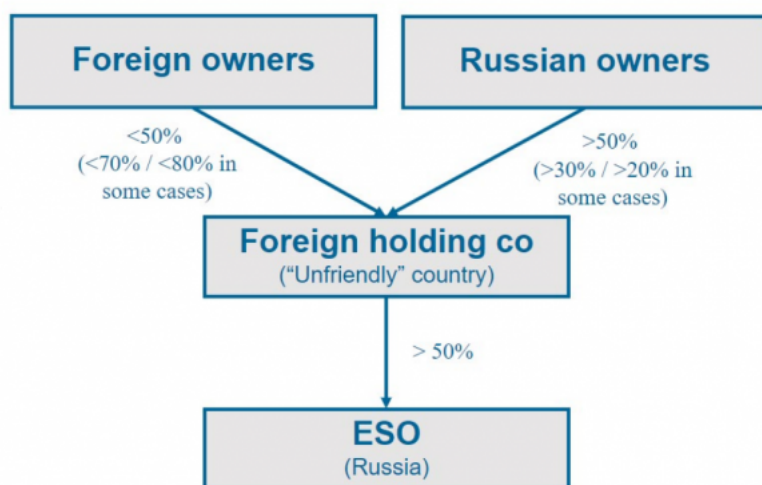 Foreign owners
Russian owners
<50%
(<70% / <80% in
some cases)
>50%
(>30% / >20% in
some cases)
Foreign holding co
(“Unfriendly” country)
> 50%
ESO
(Russia)